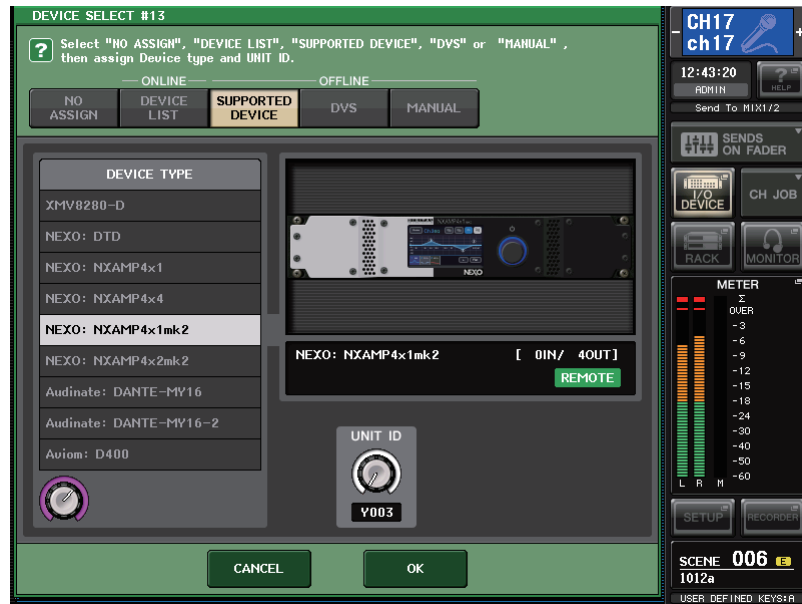 DEVICE SELECT #13
Select "NO ASSIGN", "DEVICE LIST", "SUPPORTED DEVICE", "DVS" or "MANUAL" ,
then assign Device type and UNIT ID.
ONLINE
OFFLINE
NO ASSIGN
DEVICE LIST
SUPPORTED DEVICE
DVS
MANUAL
DEVICE TYPE
XMV8280-D
NEXO: DTD
NEXO: NXAMP4x1
NEXO: NXAMP4x4
NEXO: NXAMP4x1mk2
NEXO: NXAMP4x2mk2
Audinate: DANTE-MY16
Audinate: DANTE-MY16-2
Aviom: D400
NEXO
NEXO: NXAMP4x1mk2 [ 0IN/ 4OUT]
REMOTE
UNIT ID
Y003
CANCEL
OK
- CH17 +
ch17
12:43:20
ADMIN
?
HELP
Send To MIX1/2
SENDS ON FADER
I/O DEVICE
CH JOB
RACK
MONITOR
METER
Σ
OVER
-3
-6
-9
-12
-15
-18
-24
-30
-40
-50
-60
L R M
SETUP
RECORDER
SCENE 006 E
1012a
USER DEFINED KEYS:A